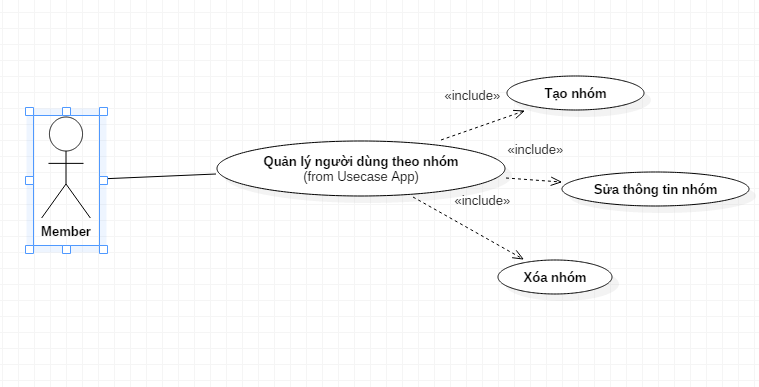 «include»
Tạo nhóm
«include»
Quản lý người dùng theo nhóm
(from Usecase App)
Sửa thông tin nhóm
«include»
Member
Xóa nhóm